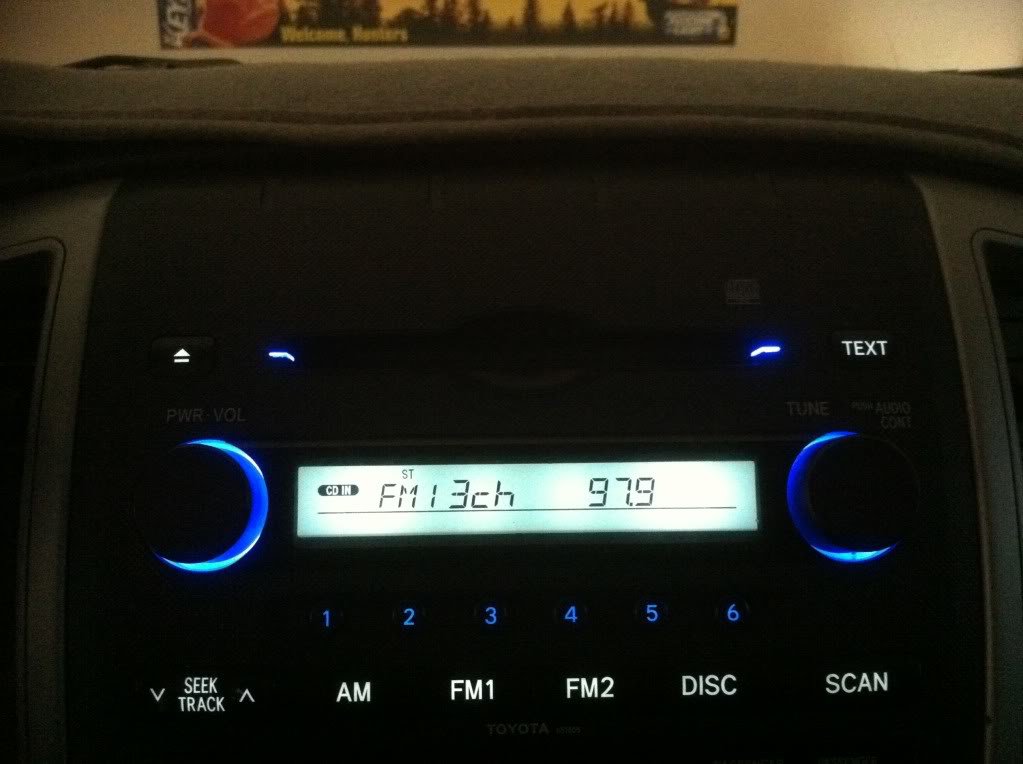 KEY
Welcome, Hunters
TEXT
PWR·VOL
TUNE
PUSH AUDIO
CONT
ST
CD IN
FM1 3ch 97.9
1 2 3 4 5 6
SEEK
TRACK
AM FM1 FM2 DISC SCAN
TOYOTA